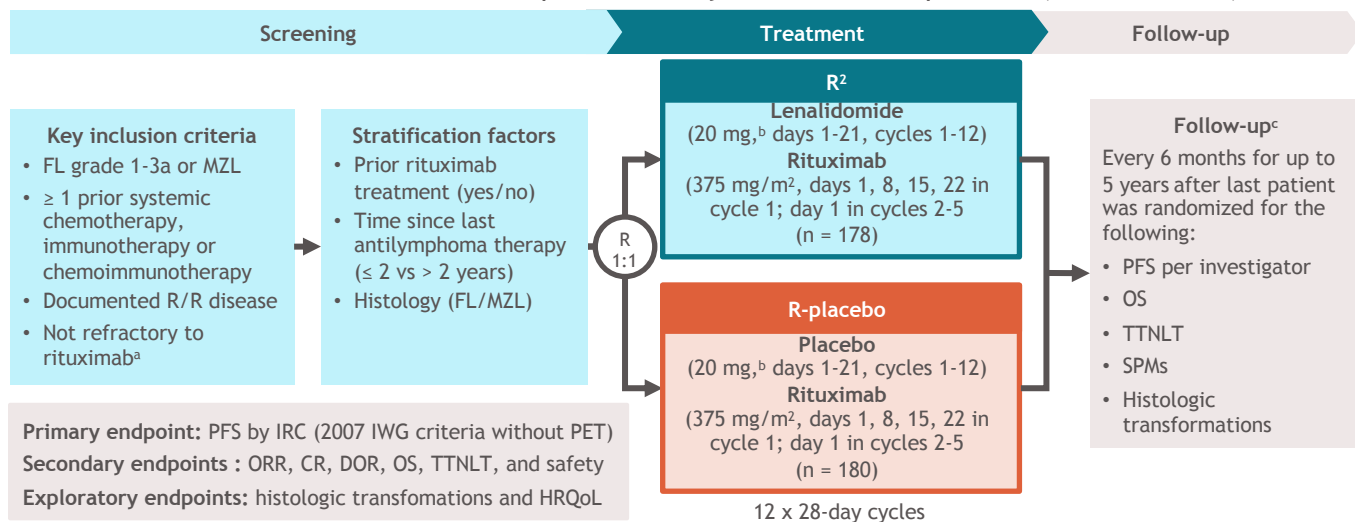 Screening
Treatment
Follow-up
Key inclusion criteria
• FL grade 1-3a or MZL
• ≥ 1 prior systemic
chemotherapy,
immunotherapy or
chemoimmunotherapy
• Documented R/R disease
• Not refractory to
rituximabᵃ
Stratification factors
• Prior rituximab
treatment (yes/no)
• Time since last
antilymphoma therapy
(≤ 2 vs > 2 years)
• Histology (FL/MZL)
R
1:1
R²
Lenalidomide
(20 mg,ᵇ days 1-21, cycles 1-12)
Rituximab
(375 mg/m², days 1, 8, 15, 22 in
cycle 1; day 1 in cycles 2-5
(n = 178)
R-placebo
Placebo
(20 mg,ᵇ days 1-21, cycles 1-12)
Rituximab
(375 mg/m², days 1, 8, 15, 22 in
cycle 1; day 1 in cycles 2-5
(n = 180)
12 x 28-day cycles
Follow-upᶜ
Every 6 months for up to
5 years after last patient
was randomized for the
following:
• PFS per investigator
• OS
• TTNLT
• SPMs
• Histologic
transformations
Primary endpoint: PFS by IRC (2007 IWG criteria without PET)
Secondary endpoints : ORR, CR, DOR, OS, TTNLT, and safety
Exploratory endpoints: histologic transfomations and HRQoL